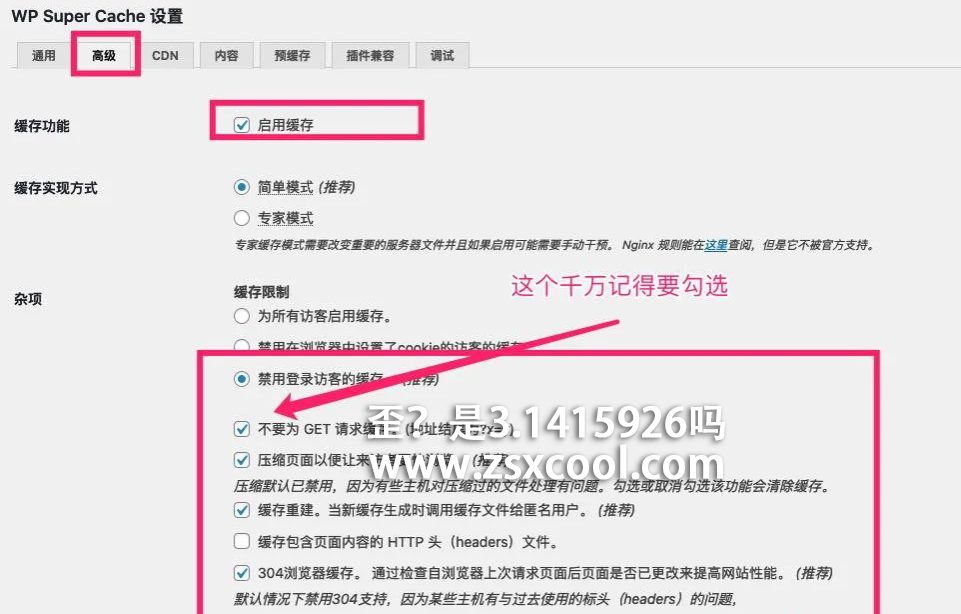 WP Super Cache 设置
通用 高级 CDN 内容 预缓存 插件兼容 调试
缓存功能 启用缓存
缓存实现方式 简单模式 (推荐)
专家模式
专家缓存模式需要改变重要的服务器文件并且如果启用可能需要手动干预。 Nginx 规则能在这里查阅，但是它不被官方支持。
这个千万记得要勾选
杂项 缓存限制
为所有访客启用缓存。
禁用在浏览器中设置了cookie的访客的缓存
禁用登录访客的缓存。(推荐)
歪？是3.1415926吗
不要为 GET 请求缓存。(地址结尾为?x=y)
www.zsxcool.com
压缩页面以便让来 (推荐)
压缩默认已禁用，因为有些主机对压缩过的文件处理有问题。勾选或取消勾选该功能会清除缓存。
缓存重建。当新缓存生成时调用缓存文件给匿名用户。 (推荐)
缓存包含页面内容的 HTTP 头（headers）文件。
304浏览器缓存。 通过检查自浏览器上次请求页面后页面是否已更改来提高网站性能。 (推荐)
默认情况下禁用304支持，因为某些主机有与过去使用的标头（headers）的问题，